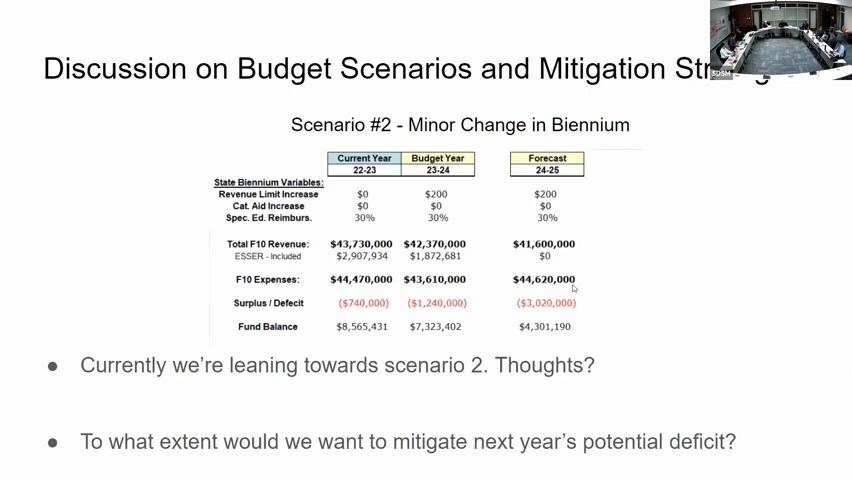 Discussion on Budget Scenarios and Mitigation
SDSM
Scenario #2 - Minor Change in Biennium
Current Year Budget Year Forecast
22-23 23-24 24-25
State Biennium Variables:
Revenue Limit Increase $0 $200 $200
Cat. Aid Increase $0 $0 $0
Spec. Ed. Reimburs. 30% 30% 30%
Total F10 Revenue: $43,730,000 $42,370,000 $41,600,000
ESSER - Included $2,907,934 $1,872,681 $0
F10 Expenses: $44,470,000 $43,610,000 $44,620,000
Surplus / Defecit ($740,000) ($1,240,000) ($3,020,000)
Fund Balance $8,565,431 $7,323,402 $4,301,190
● Currently we’re leaning towards scenario 2. Thoughts?
● To what extent would we want to mitigate next year’s potential deficit?